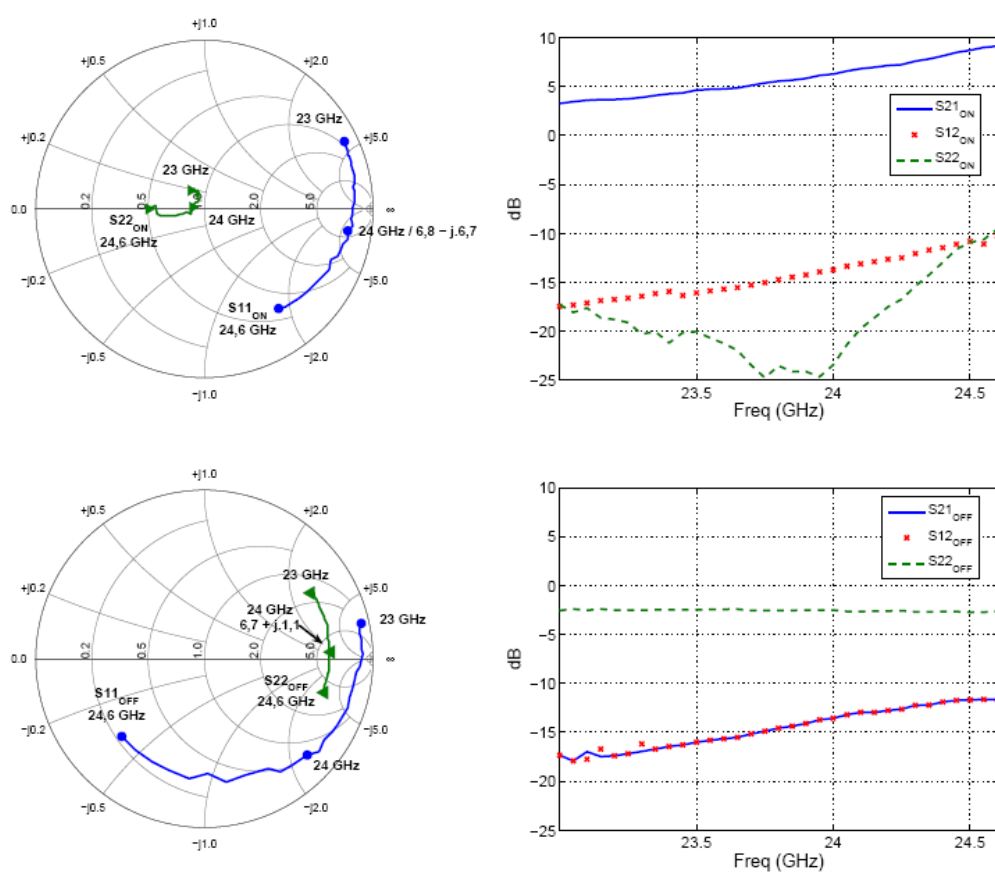 +j1.0
+j0.5
+j2.0
23 GHz
+j0.2
+j5.0
23 GHz
0.0
0.2
0.5
1.0
2.0
5.0
∞
S22ON
24,6 GHz
24 GHz
24 GHz / 6,8 − j.6,7
-j0.2
−j5.0
S11ON
24,6 GHz
−j0.5
−j2.0
−j1.0
10
5
0
−5
−10
−15
−20
−25
dB
23.5
24
24.5
Freq (GHz)
S21ON
S12ON
S22ON
+j1.0
+j0.5
+j2.0
23 GHz
+j0.2
+j5.0
24 GHz
6,7 + j.1,1
23 GHz
0.0
0.2
0.5
1.0
2.0
5.0
∞
S11OFF
24,6 GHz
S22OFF
24,6 GHz
−j0.2
−j5.0
24 GHz
−j0.5
−j2.0
−j1.0
10
5
0
−5
−10
−15
−20
−25
dB
23.5
24
24.5
Freq (GHz)
S21OFF
S12OFF
S22OFF